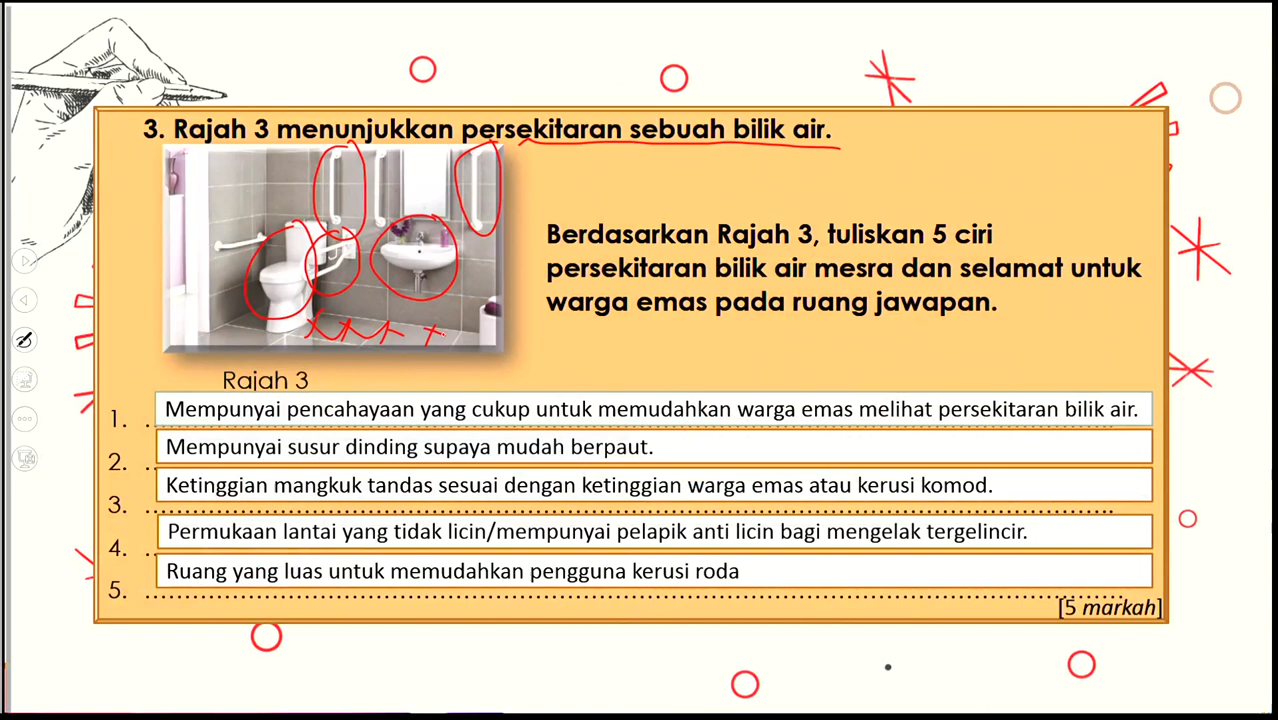 3. Rajah 3 menunjukkan persekitaran sebuah bilik air.
Berdasarkan Rajah 3, tuliskan 5 ciri
persekitaran bilik air mesra dan selamat untuk
warga emas pada ruang jawapan.
Rajah 3
1. Mempunyai pencahayaan yang cukup untuk memudahkan warga emas melihat persekitaran bilik air.
2. Mempunyai susur dinding supaya mudah berpaut.
3. Ketinggian mangkuk tandas sesuai dengan ketinggian warga emas atau kerusi komod.
4. Permukaan lantai yang tidak licin/mempunyai pelapik anti licin bagi mengelak tergelincir.
5. Ruang yang luas untuk memudahkan pengguna kerusi roda
[5 markah]